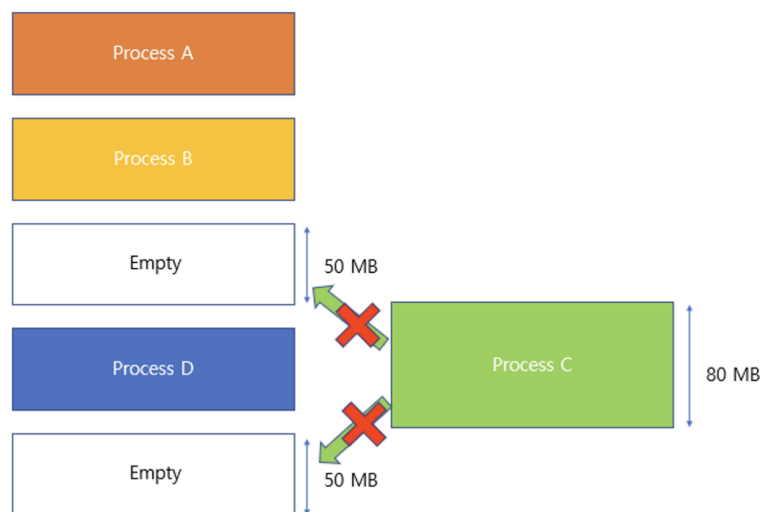 Process A
Process B
Empty
50 MB
Process C
80 MB
Process D
Empty
50 MB